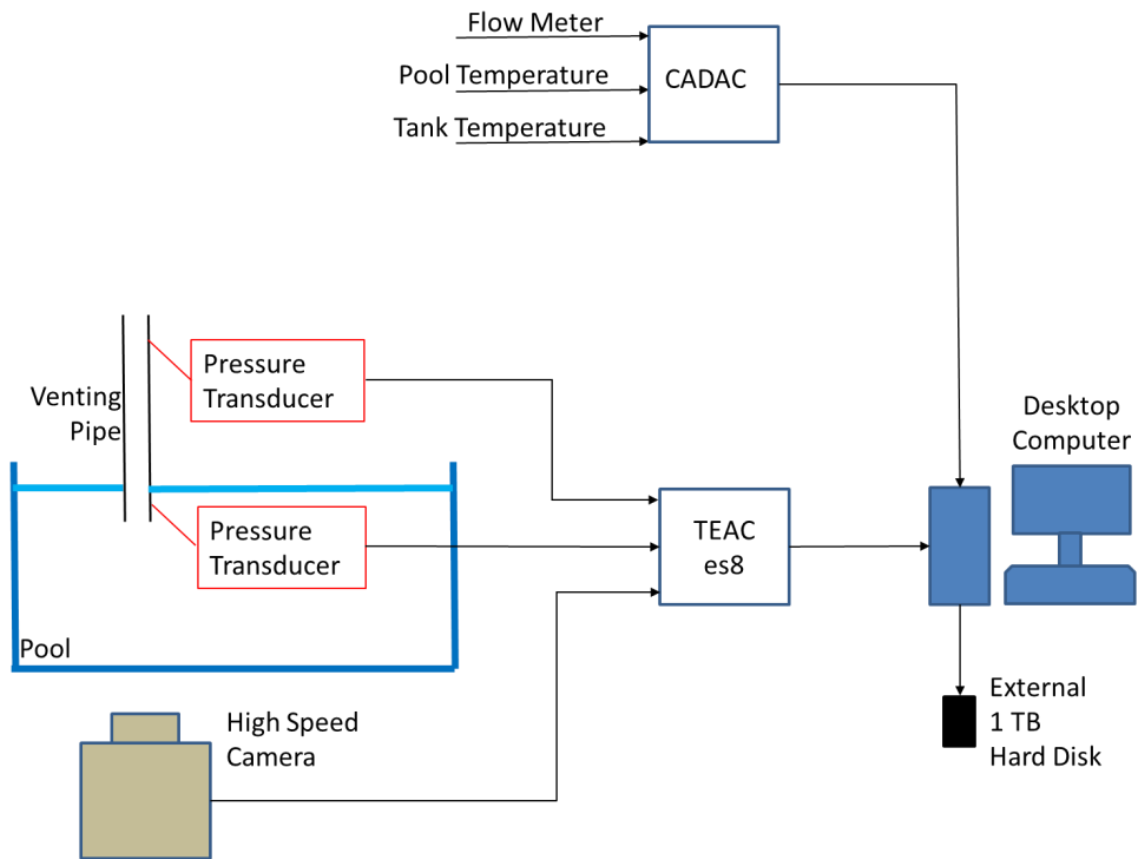 Flow Meter
Pool Temperature
Tank Temperature
CADAC
Pressure
Transducer
Venting
Pipe
Desktop
Computer
Pressure
Transducer
TEAC
es8
Pool
High Speed
Camera
External
1 TB
Hard Disk